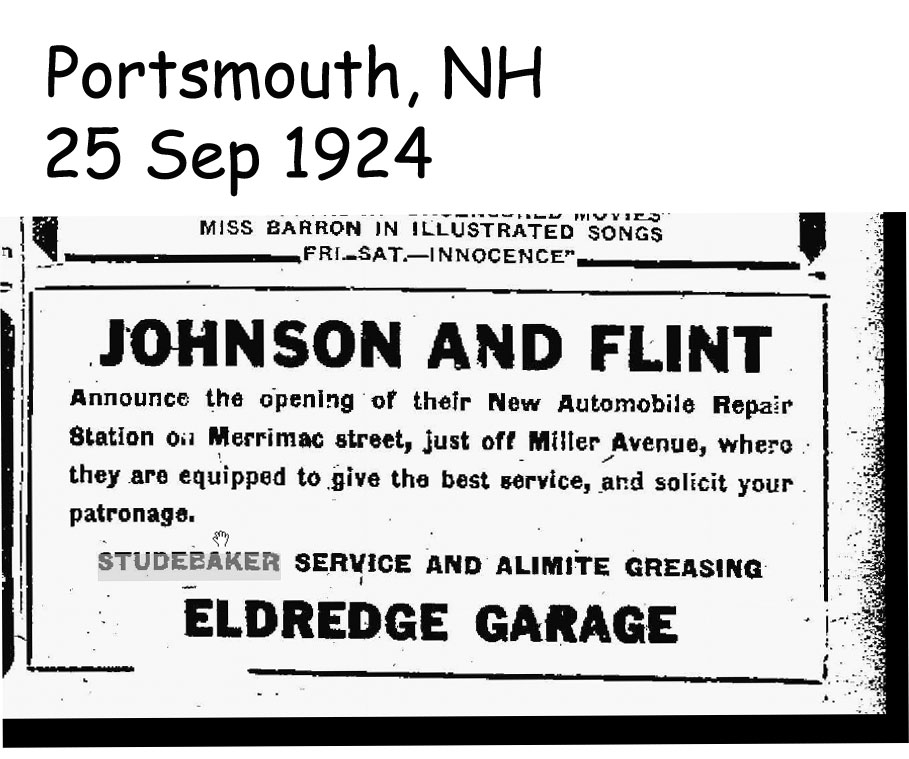 Portsmouth, NH
25 Sep 1924
MOVIES"
MISS BARRON IN ILLUSTRATED SONGS
FRI.-SAT.—INNOCENCE"
JOHNSON AND FLINT
Announce the opening of their New Automobile Repair
Station on Merrimac street, just off Miller Avenue, where
they are equipped to give the best service, and solicit your
patronage.
STUDEBAKER SERVICE AND ALIMITE GREASING
ELDREDGE GARAGE